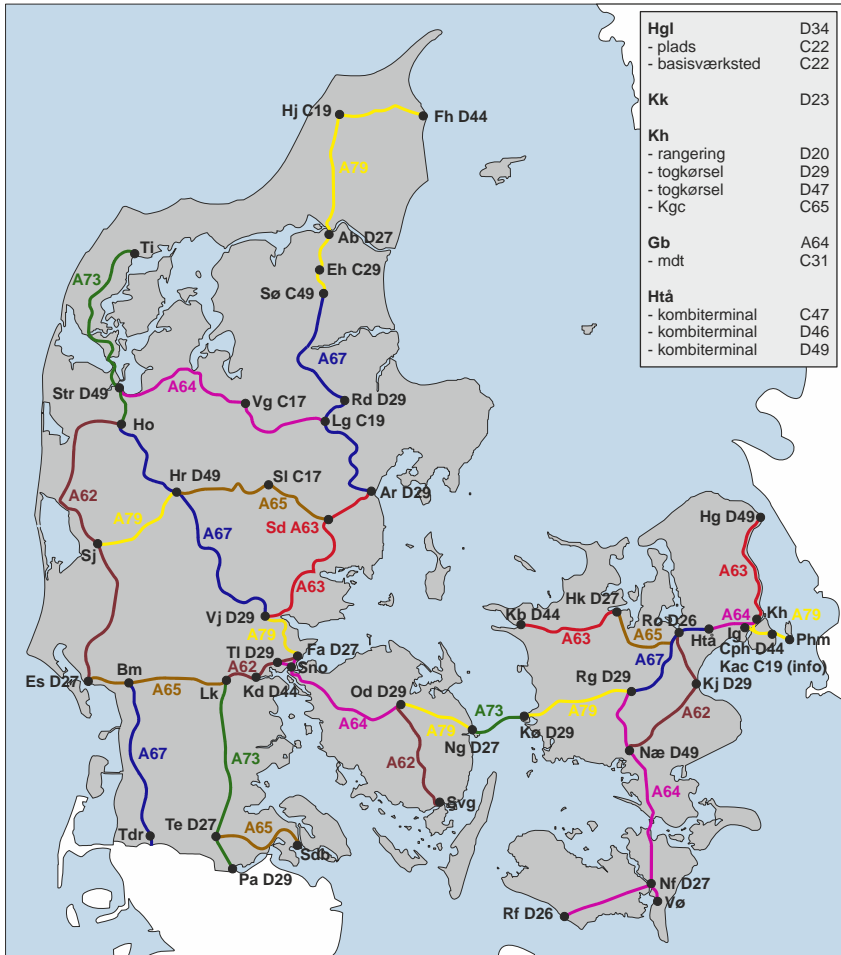 Hgl D34
- plads C22
- basisværksted C22
Kk D23
Kh
- rangering D20
- togkørsel D29
- togkørsel D47
- Kgc C65
Gb A64
- mdt C31
Htå
- kombiterminal C47
- kombiterminal D46
- kombiterminal D49
Hj C19
Fh D44
A79
Ab D27
Ti
Eh C29
A73
Sø C49
A67
A64
Str D49
Vg C17
Rd D29
Lg C19
Ho
Hr D49
Sl C17
Ar D29
A62
A65
Sd A63
A79
A67
Sj
Hg D49
A63
A63
Vj D29
Kb D44
Hk D27
A64
Kh
A79
A79
A63
A65
Rø D26
Htå
Ig
Phm
Cph D44
Kac C19 (info)
Fa D27
Tl D29
Sno
A67
Es D27
Bm
A65
Lk
A62
Kd D44
Od D29
Rg D29
Kj D29
A64
A79
A73
A79
A62
Ng D27
Kø D29
Næ D49
A67
A73
A62
A64
Svg
Tdr
Te D27
A65
Sdb
Pa D29
Nf D27
Vø
Rf D26